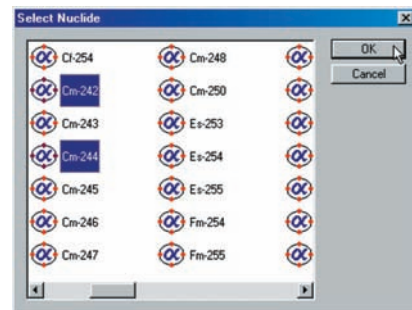 Select Nuclide
Cf-254
Cm-242
Cm-243
Cm-244
Cm-245
Cm-246
Cm-247
Cm-248
Cm-250
Es-253
Es-254
Es-255
Fm-254
Fm-255
OK
Cancel